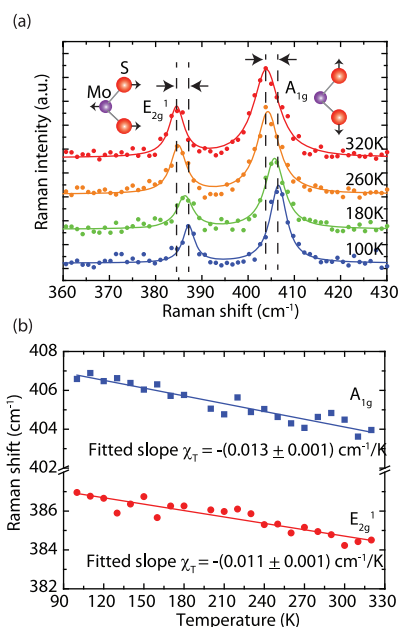 (a)
S
Mo
E2g1
A1g
320K
260K
180K
100K
Raman intenity (a.u.)
360 370 380 390 400 410 420 430
Raman shift (cm-1)
(b)
408
406
404
402
386
384
382
Raman shift (cm-1)
A1g
Fitted slope χT = -(0.013 ± 0.001) cm-1/K
E2g1
Fitted slope χT = -(0.011 ± 0.001) cm-1/K
90 120 150 180 210 240 270 300 330
Temperature (K)